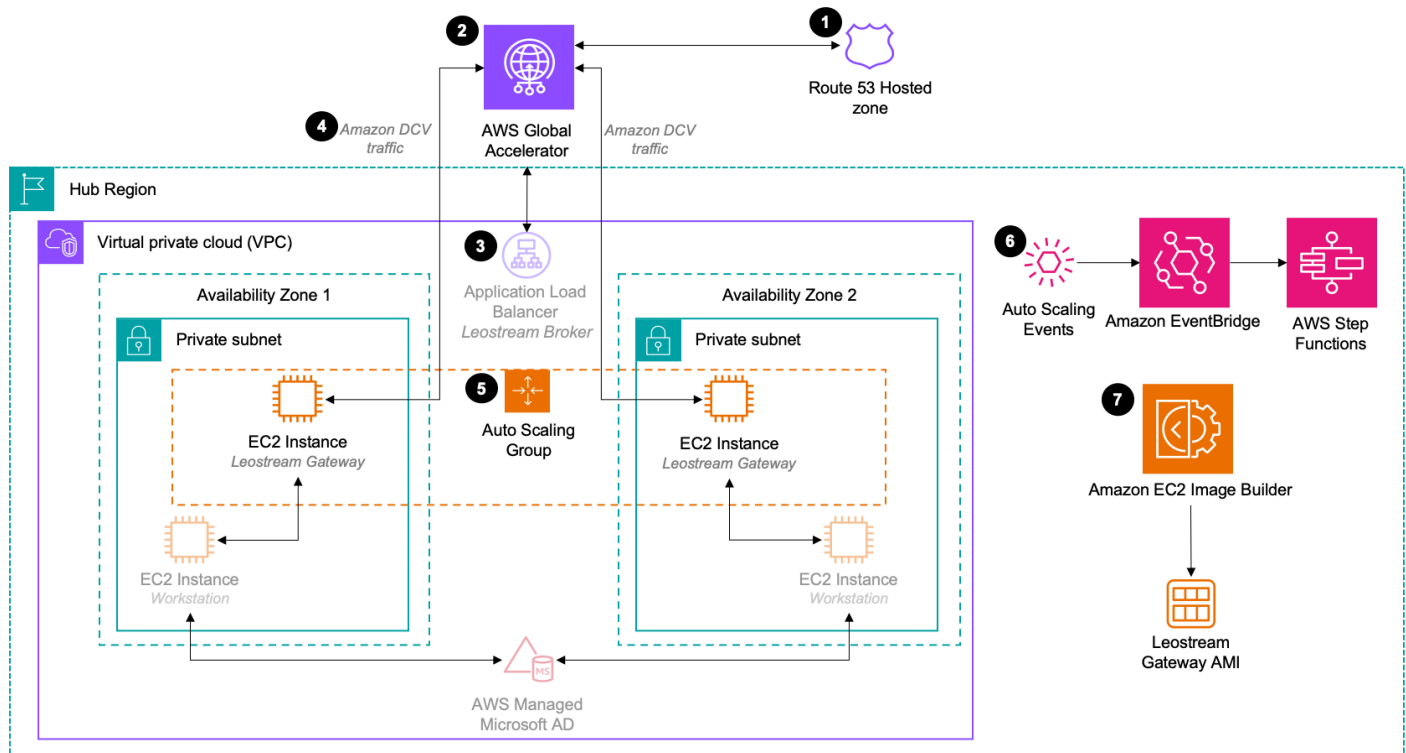 1
Route 53 Hosted
zone
2
AWS Global
Accelerator
4
Amazon DCV
traffic
Amazon DCV
traffic
Hub Region
Virtual private cloud (VPC)
3
Application Load
Balancer
Leostream Broker
Availability Zone 1
Private subnet
EC2 Instance
Leostream Gateway
EC2 Instance
Workstation
5
Auto Scaling
Group
Availability Zone 2
Private subnet
EC2 Instance
Leostream Gateway
EC2 Instance
Workstation
MS
AWS Managed
Microsoft AD
6
Auto Scaling
Events
Amazon EventBridge
AWS Step
Functions
7
Amazon EC2 Image Builder
Leostream
Gateway AMI